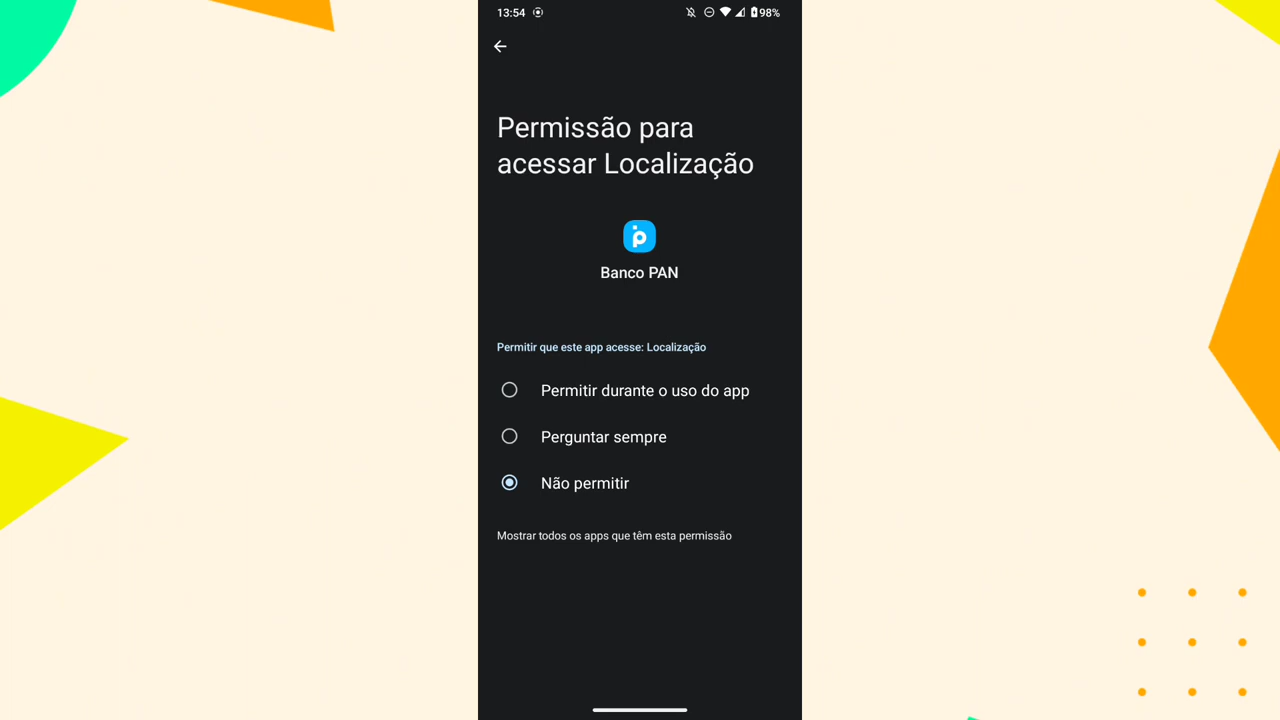 13:54
98%
Permissão para
acessar Localização
Banco PAN
Permitir que este app acesse: Localização
Permitir durante o uso do app
Perguntar sempre
Não permitir
Mostrar todos os apps que têm esta permissão